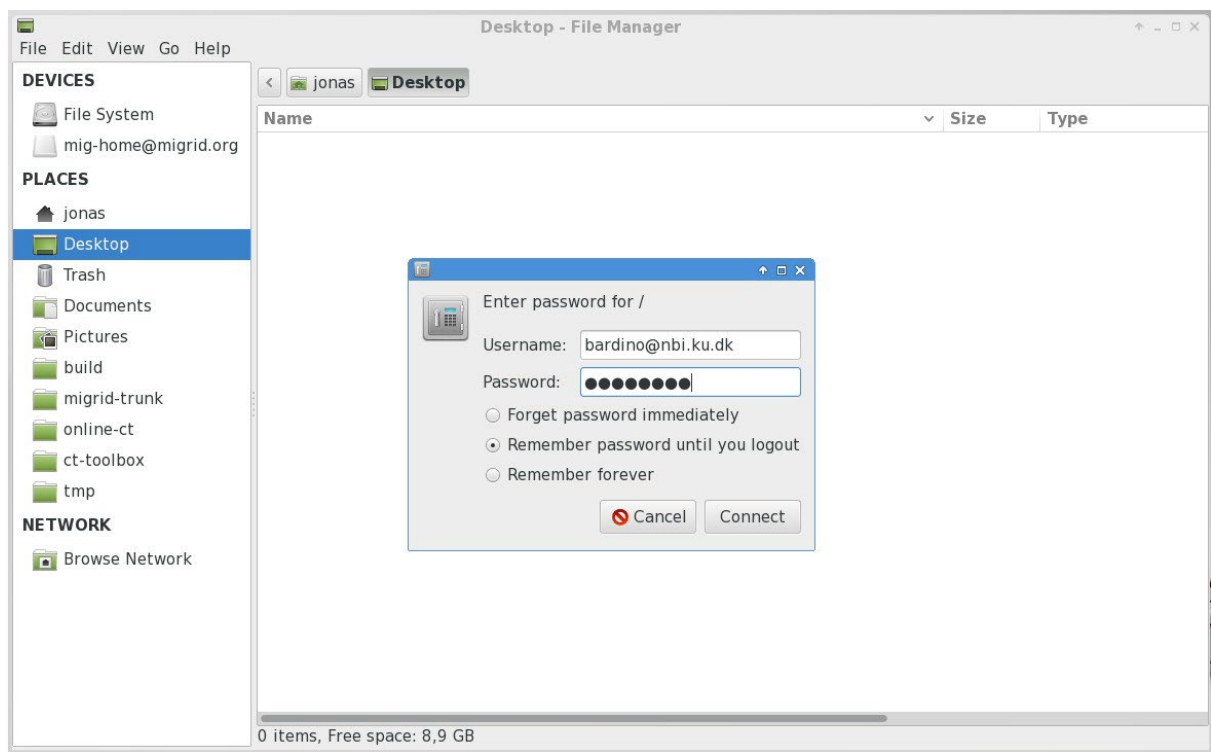 Desktop - File Manager
File Edit View Go Help
DEVICES
File System
mig-home@migrid.org
PLACES
jonas
Desktop
Trash
Documents
Pictures
build
migrid-trunk
online-ct
ct-toolbox
tmp
NETWORK
Browse Network
jonas Desktop
Name Size Type
Enter password for /
Username: bardino@nbi.ku.dk
Password: ●●●●●●●●
Forget password immediately
Remember password until you logout
Remember forever
Cancel Connect
0 items, Free space: 8,9 GB